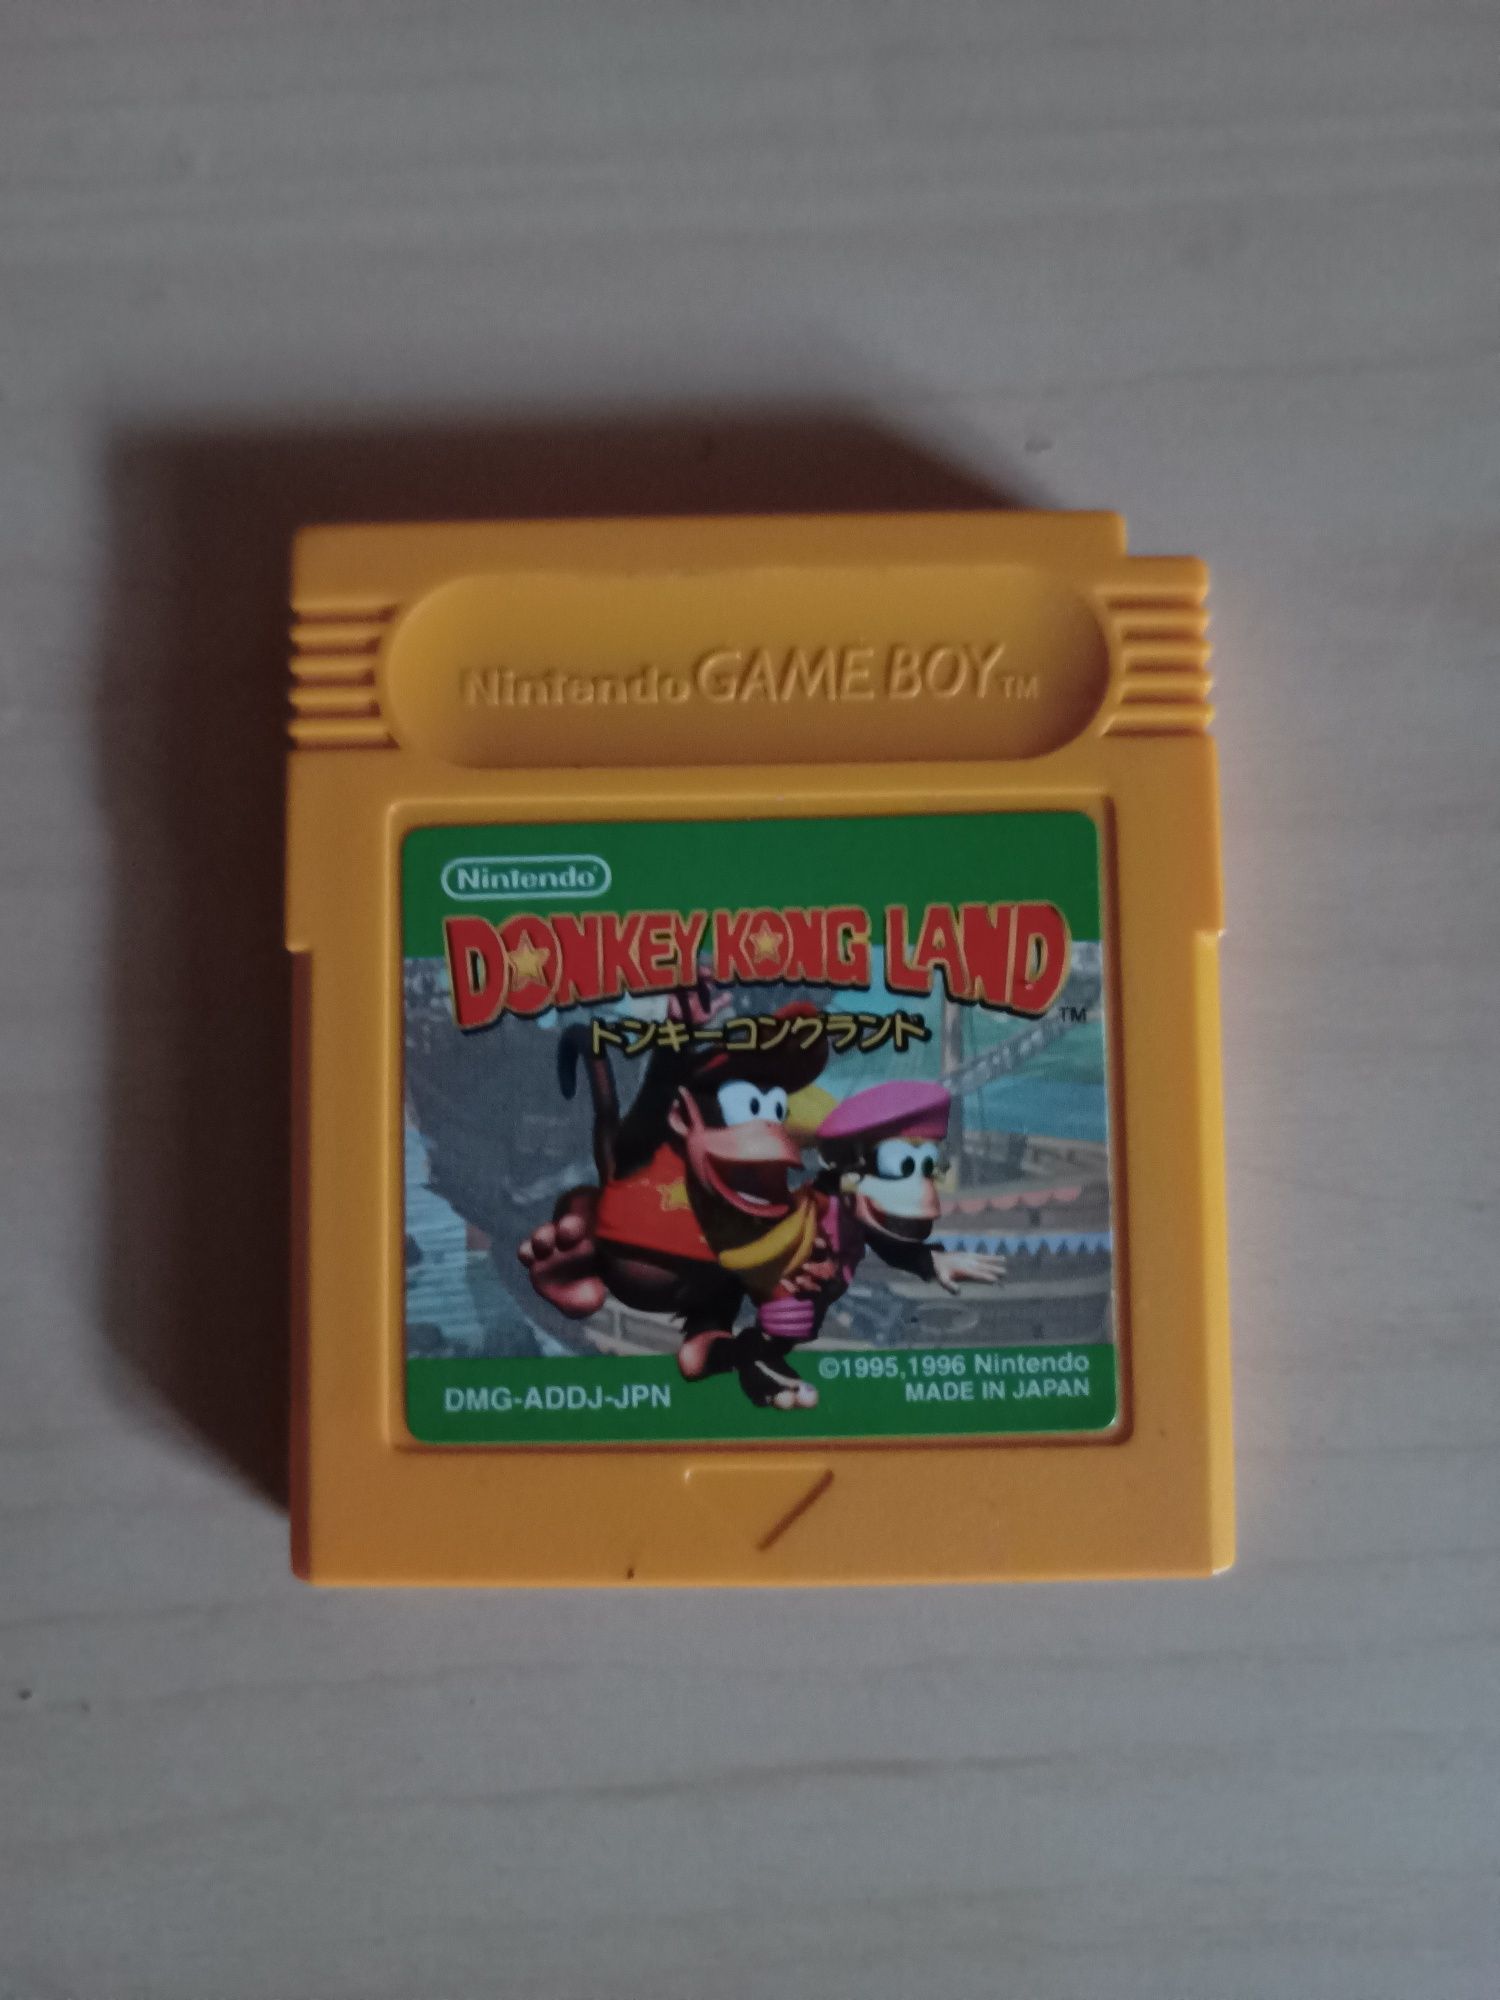 Nintendo GAME BOY TM
Nintendo®
DONKEY KONG LAND TM
ドンキーコングランド
DMG-ADDJ-JPN
©1995,1996 Nintendo
MADE IN JAPAN